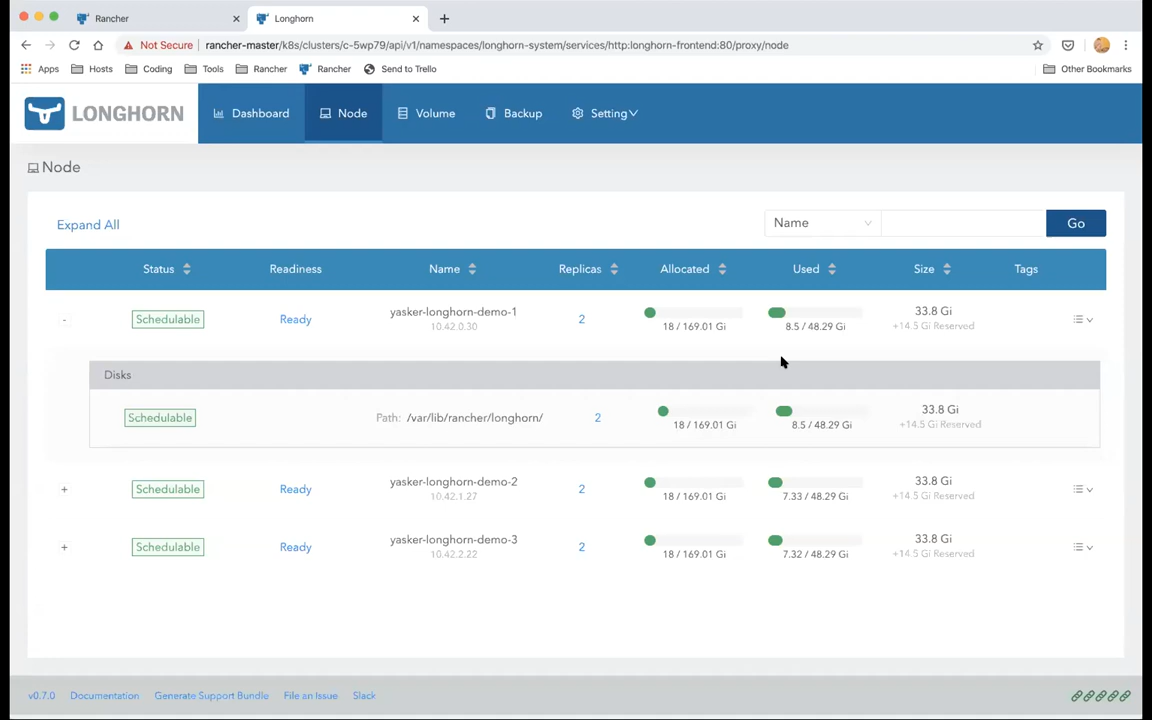 Rancher
Longhorn
Not Secure
rancher-master/k8s/clusters/c-5wp79/api/v1/namespaces/longhorn-system/services/http:longhorn-frontend:80/proxy/node
Apps Hosts Coding Tools Rancher Rancher Send to Trello Other Bookmarks
LONGHORN Dashboard Node Volume Backup Setting
Node
Expand All Name Go
Status Readiness Name Replicas Allocated Used Size Tags
- Schedulable Ready yasker-longhorn-demo-1 2 33.8 Gi
10.42.0.30 18 / 169.01 Gi 8.5 / 48.29 Gi +14.5 Gi Reserved
Disks
Schedulable Path: /var/lib/rancher/longhorn/ 2 33.8 Gi
18 / 169.01 Gi 8.5 / 48.29 Gi +14.5 Gi Reserved
+ Schedulable Ready yasker-longhorn-demo-2 2 33.8 Gi
10.42.1.27 18 / 169.01 Gi 7.33 / 48.29 Gi +14.5 Gi Reserved
+ Schedulable Ready yasker-longhorn-demo-3 2 33.8 Gi
10.42.2.22 18 / 169.01 Gi 7.32 / 48.29 Gi +14.5 Gi Reserved
v0.7.0 Documentation Generate Support Bundle File an Issue Slack